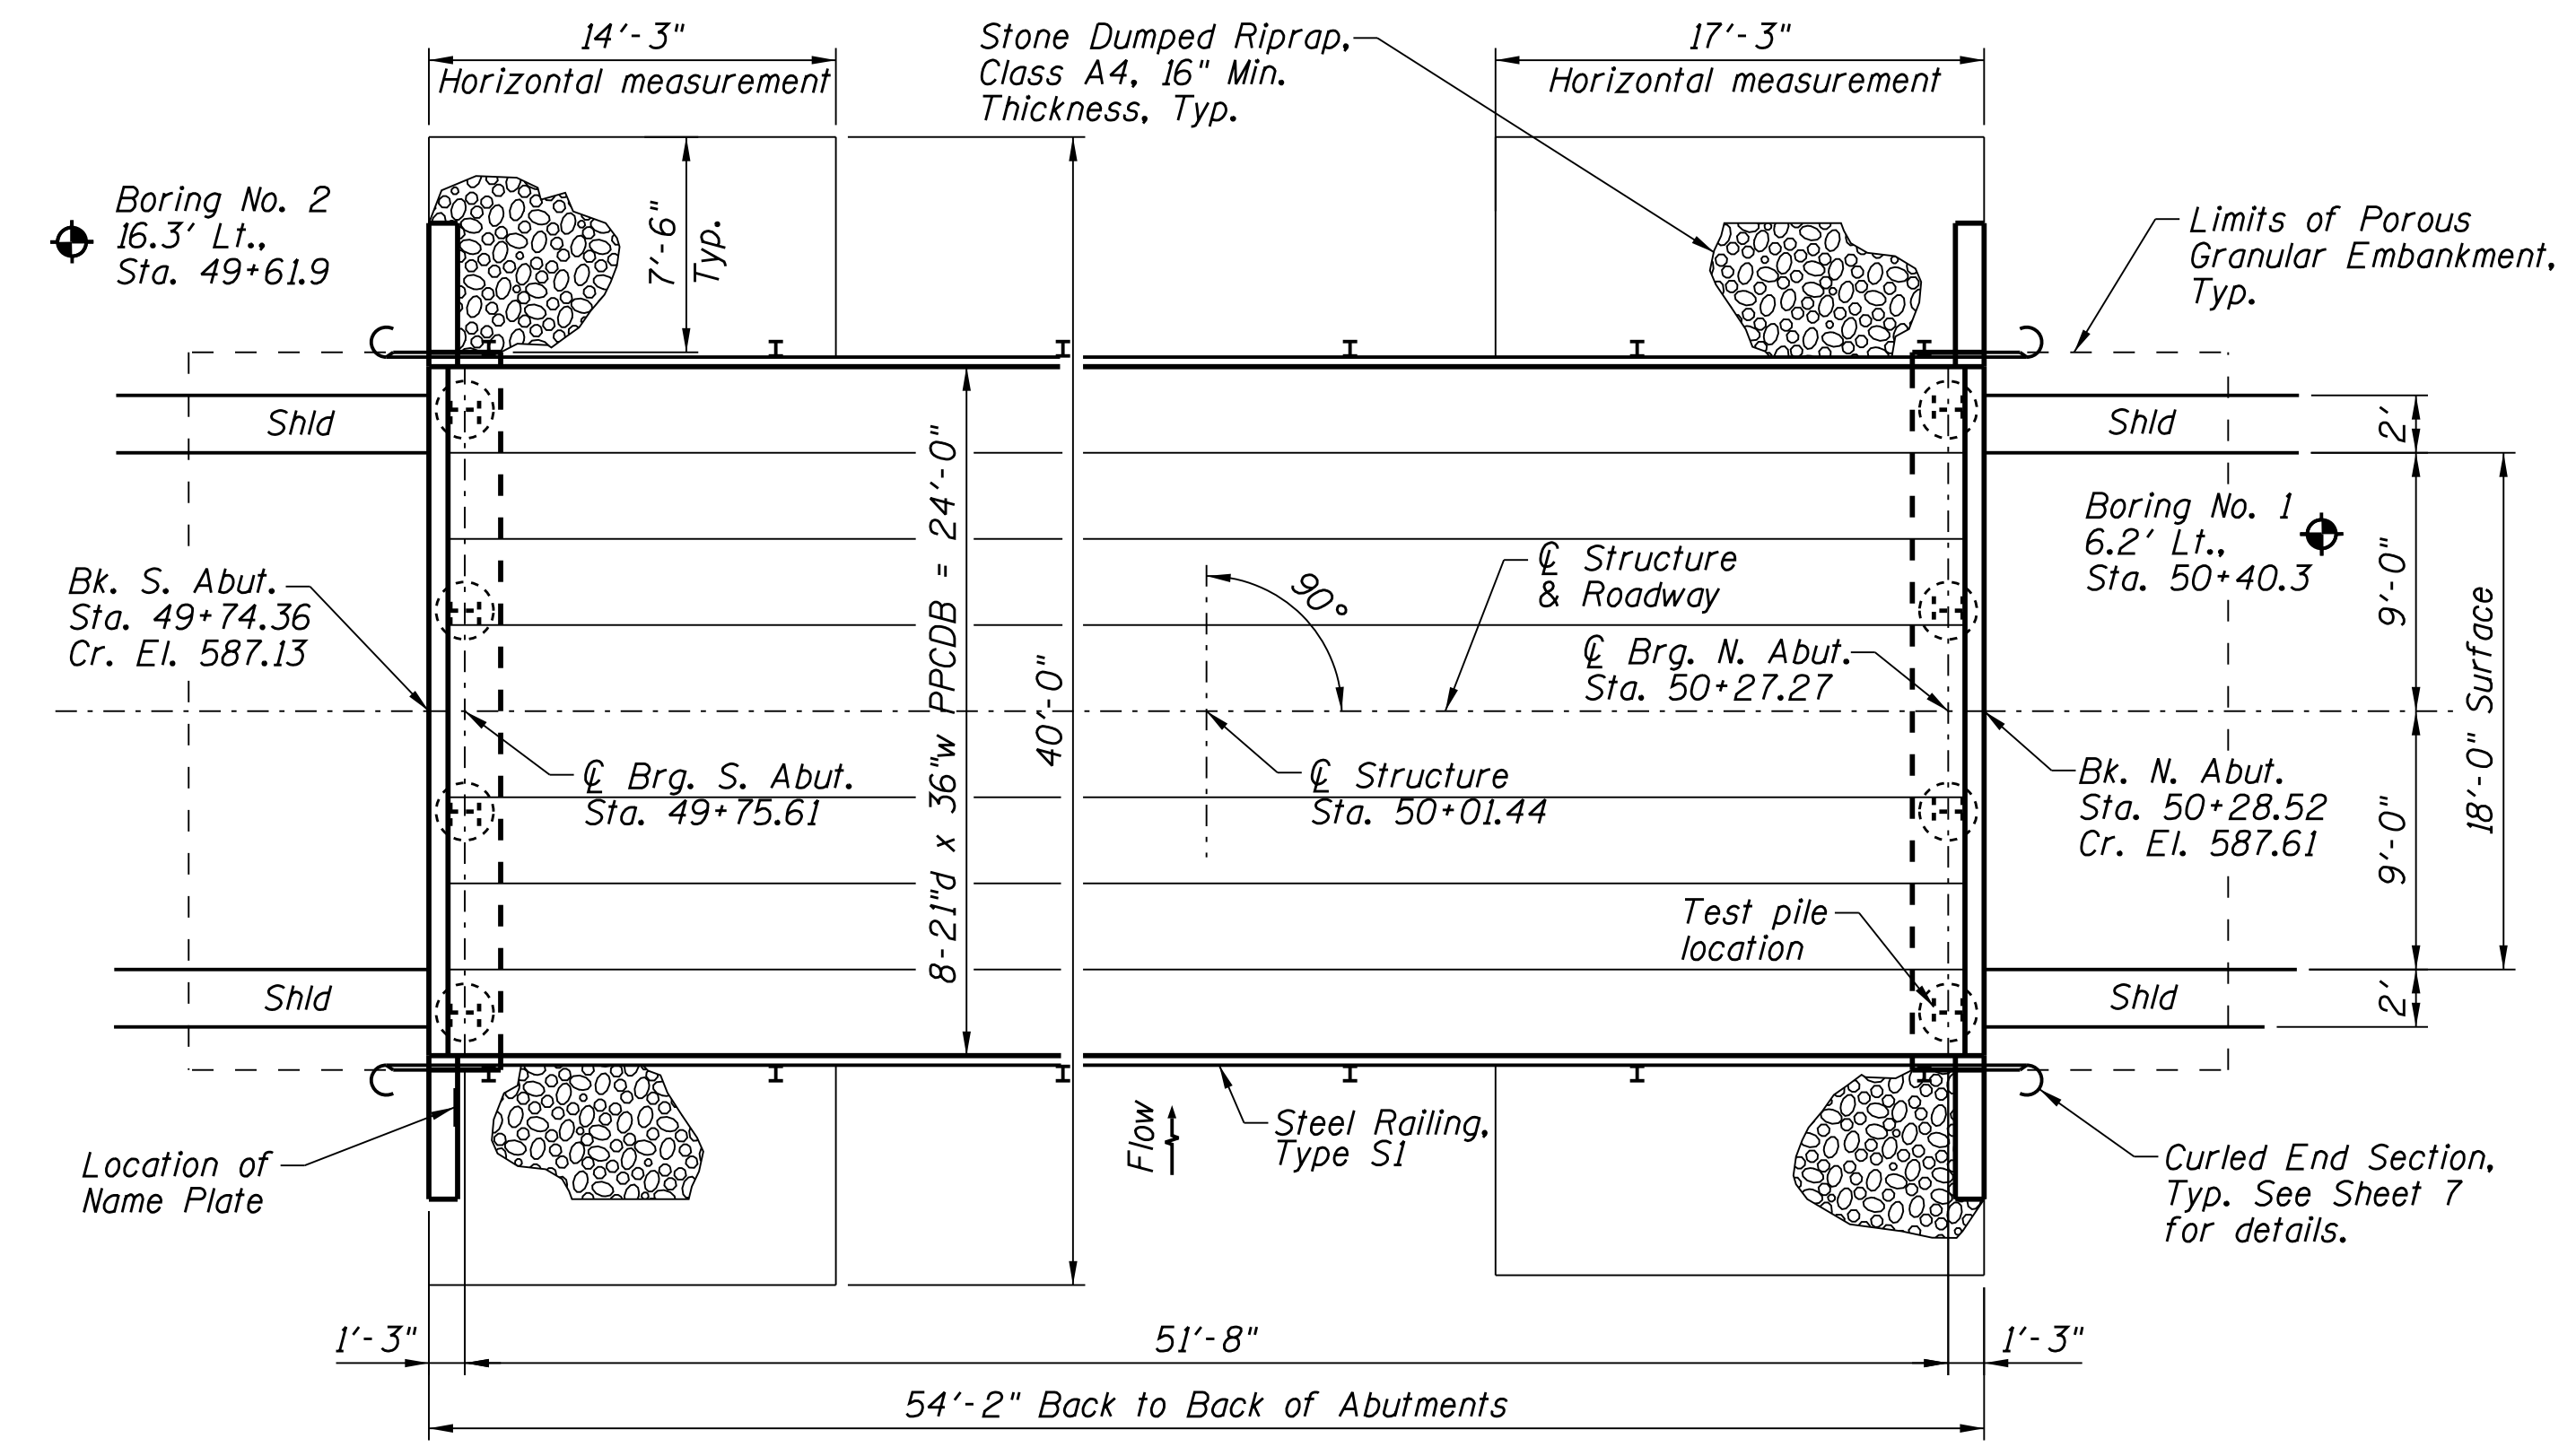 14'-3"
Horizontal measurement
Stone Dumped Riprap,
Class A4, 16" Min.
Thickness, Typ.
17'-3"
Horizontal measurement
Boring No. 2
16.3' Lt.,
Sta. 49+61.9
7'-6"
Typ.
Limits of Porous
Granular Embankment,
Typ.
Shld
Shld
2'
Boring No. 1
6.2' Lt.,
Sta. 50+40.3
9'-0"
18'-0" Surface
Bk. S. Abut.
Sta. 49+74.36
Cr. El. 587.13
8-21"d x 36"w PPCDB = 24'-0"
40'-0"
90°
℄ Structure
& Roadway
℄ Brg. N. Abut.
Sta. 50+27.27
℄ Brg. S. Abut.
Sta. 49+75.61
℄ Structure
Sta. 50+01.44
Bk. N. Abut.
Sta. 50+28.52
Cr. El. 587.61
9'-0"
Test pile
location
Shld
Shld
2'
Location of
Name Plate
Flow
Steel Railing,
Type S1
Curled End Section,
Typ. See Sheet 7
for details.
1'-3"
51'-8"
1'-3"
54'-2" Back to Back of Abutments